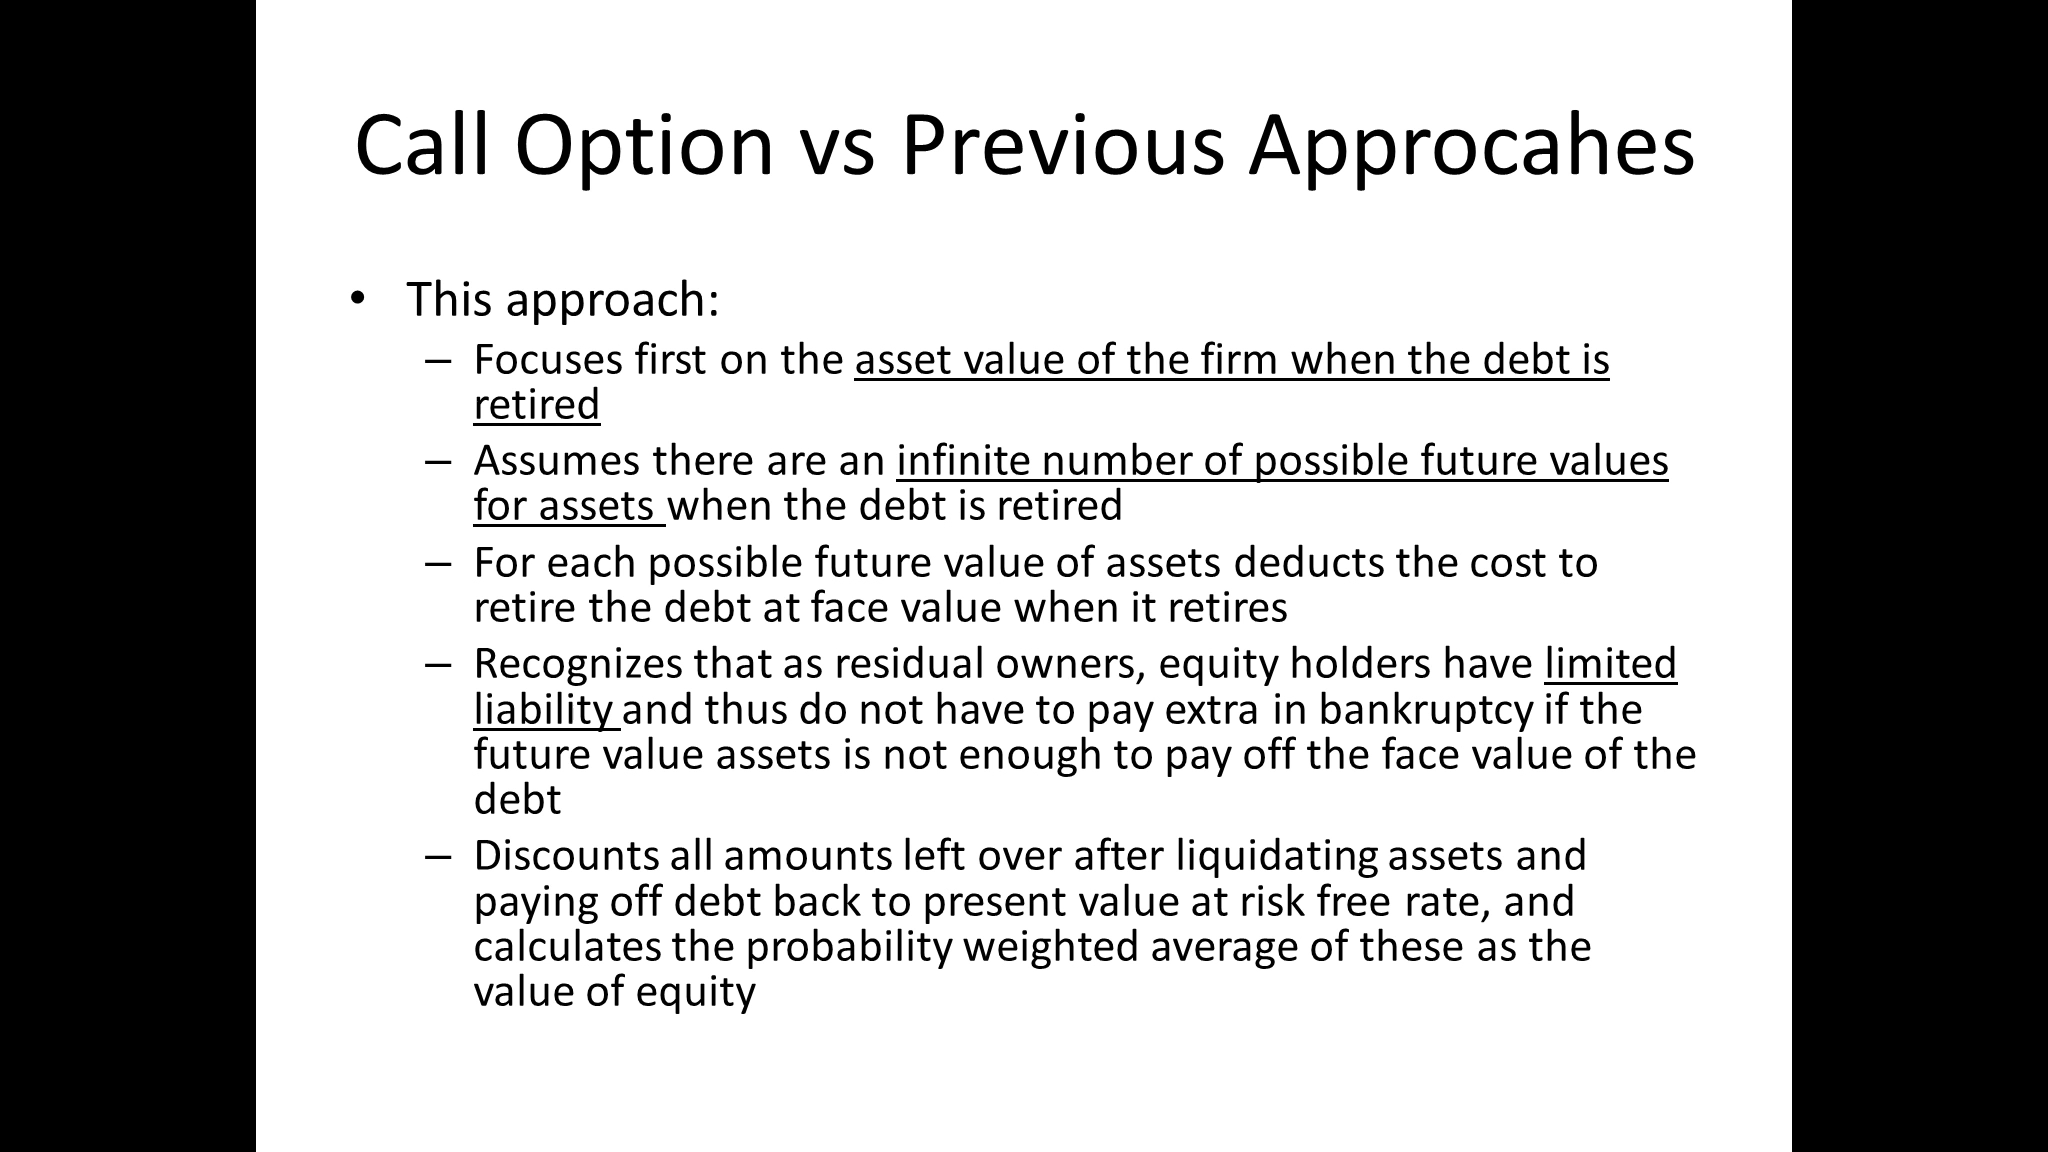 Call Option vs Previous Approcahes
• This approach:
– Focuses first on the asset value of the firm when the debt is
retired
– Assumes there are an infinite number of possible future values
for assets when the debt is retired
– For each possible future value of assets deducts the cost to
retire the debt at face value when it retires
– Recognizes that as residual owners, equity holders have limited
liability and thus do not have to pay extra in bankruptcy if the
future value assets is not enough to pay off the face value of the
debt
– Discounts all amounts left over after liquidating assets and
paying off debt back to present value at risk free rate, and
calculates the probability weighted average of these as the
value of equity